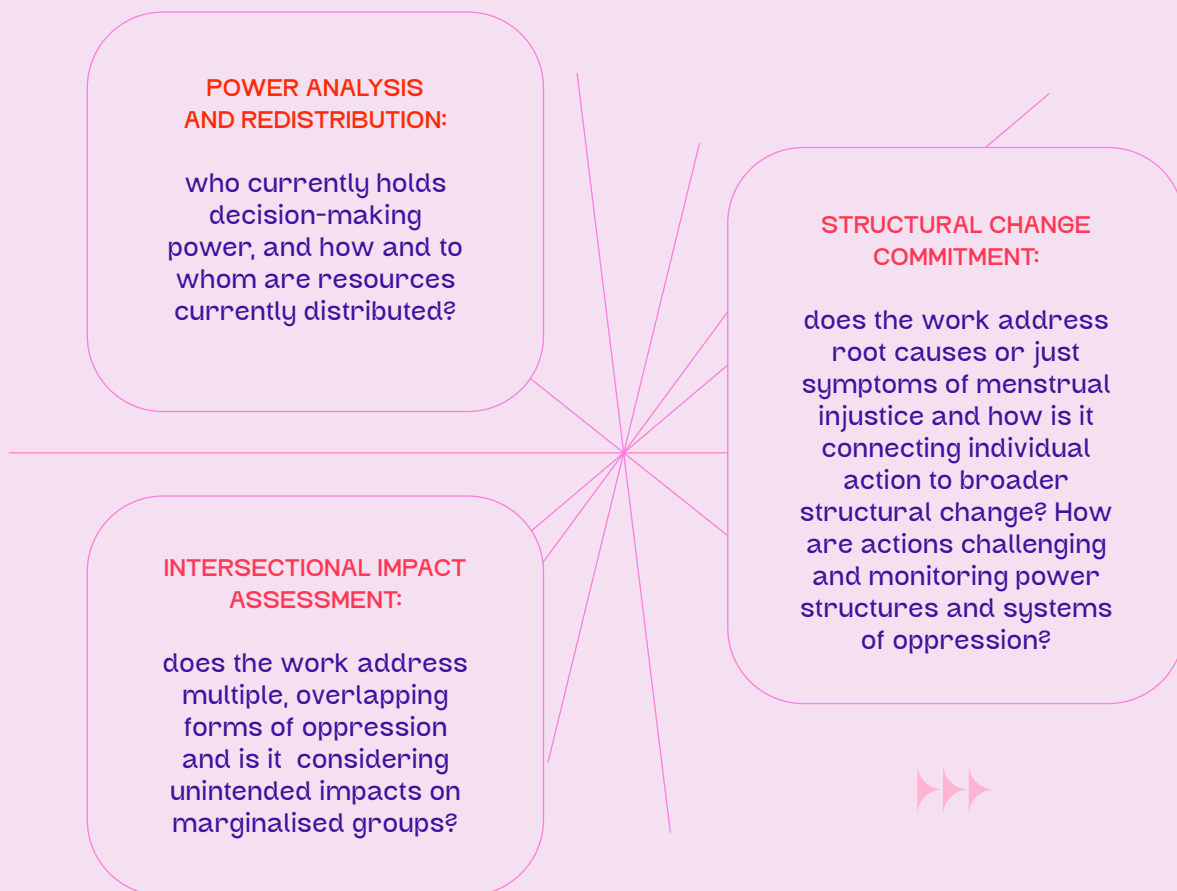 POWER ANALYSIS
AND REDISTRIBUTION:
who currently holds
decision-making
power, and how and to
whom are resources
currently distributed?
INTERSECTIONAL IMPACT
ASSESSMENT:
does the work address
multiple, overlapping
forms of oppression
and is it  considering
unintended impacts on
marginalised groups?
STRUCTURAL CHANGE
COMMITMENT:
does the work address
root causes or just
symptoms of menstrual
injustice and how is it
connecting individual
action to broader
structural change? How
are actions challenging
and monitoring power
structures and systems
of oppression?